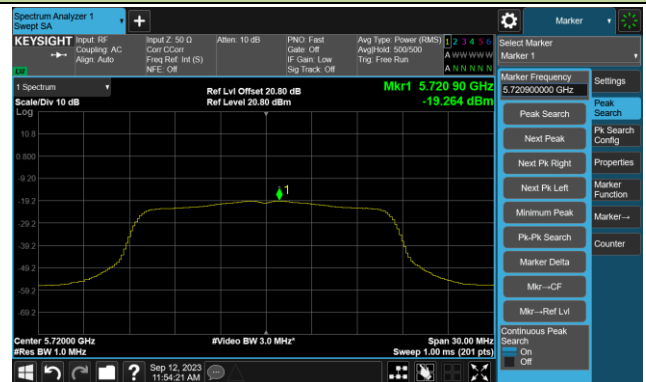 Spectrum Analyzer 1
Swept SA
Marker
KEYSIGHT
Input: RF
Coupling: AC
Align: Auto
Input Z: 50 Ω
Corr CCorr
Freq Ref: Int (S)
NFE: Off
Atten: 10 dB
PNO: Fast
Gate: Off
IF Gain: Low
Sig Track: Off
Avg Type: Power (RMS)
Avg|Hold: 500/500
Trig: Free Run
1 2 3 4 5 6
A W W W W W
A N N N N N
LXI
Select Marker
Marker 1
1 Spectrum
Scale/Div 10 dB
Log
Ref Lvl Offset 20.80 dB
Ref Level 20.80 dBm
Mkr1 5.720 90 GHz
-19.264 dBm
10.8
0.800
-9.20
-19.2
-29.2
-39.2
-49.2
-59.2
-69.2
1
Center 5.72000 GHz
#Res BW 1.0 MHz
#Video BW 3.0 MHz*
Span 30.00 MHz
Sweep 1.00 ms (201 pts)
Marker Frequency
5.720900000 GHz
Peak Search
Next Peak
Next Pk Right
Next Pk Left
Minimum Peak
Pk-Pk Search
Marker Delta
Mkr→CF
Mkr→Ref Lvl
Continuous Peak
Search
On
Off
Settings
Peak
Search
Pk Search
Config
Properties
Marker
Function
Marker→
Counter
?
Sep 12, 2023
11:54:21 AM